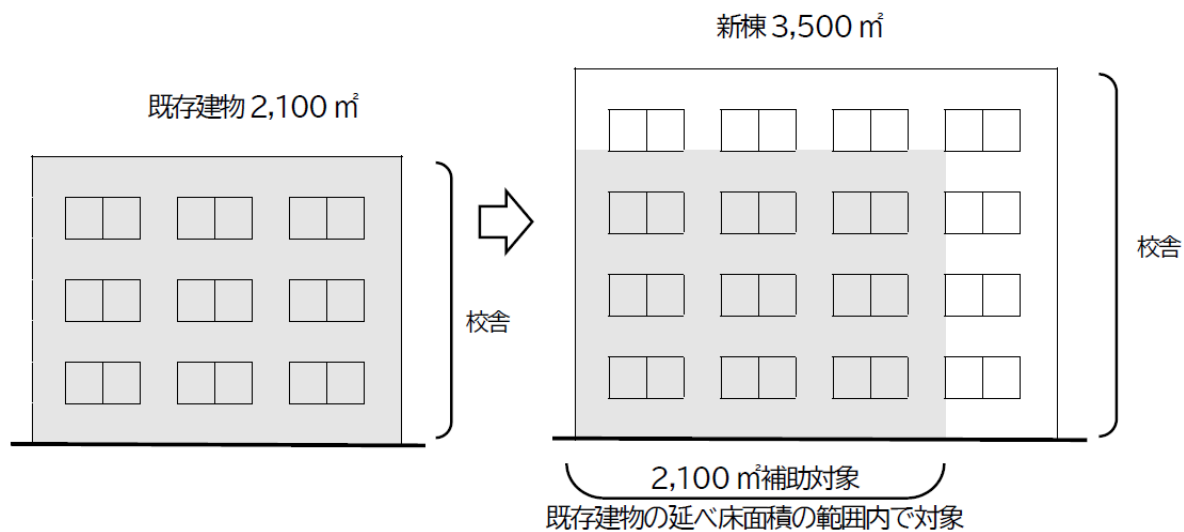 新棟 3,500 ㎡
既存建物 2,100 ㎡
校舎
校舎
2,100 ㎡補助対象
既存建物の延べ床面積の範囲内で対象